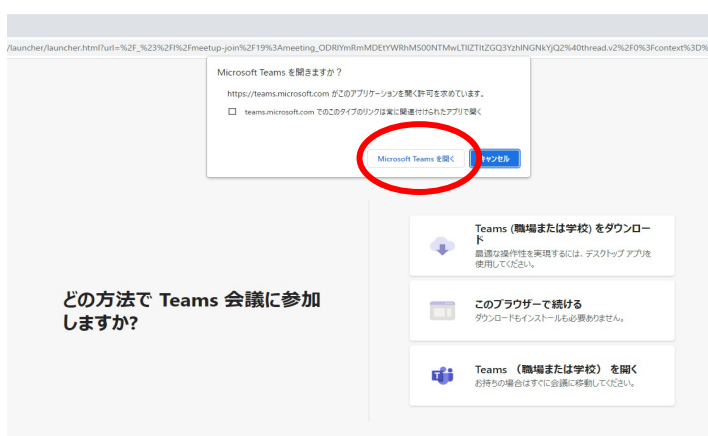 /launcher/launcher.html?url=%2F_%23%2Fl%2Fmeetup-join%2F19%3Ameeting_ODRlYmRmMDEtYWRhMS00NTMwLTllZTItZGQ3YzhlNGNkYjQ2%40thread.v2%2F0%3Fcontext%3D%
Microsoft Teams を開きますか？
https://teams.microsoft.com がこのアプリケーションを開く許可を求めています。
teams.microsoft.com でのこのタイプのリンクは常に関連付けられたアプリで開く
Microsoft Teams を開く キャンセル
Teams (職場または学校) をダウンロー
ド
最適な操作性を実現するには、デスクトップ アプリを
使用してください。
どの方法で Teams 会議に参加
しますか?
このブラウザーで続ける
ダウンロードもインストールも必要ありません。
Teams （職場または学校） を開く
お持ちの場合はすぐに会議に移動してください。